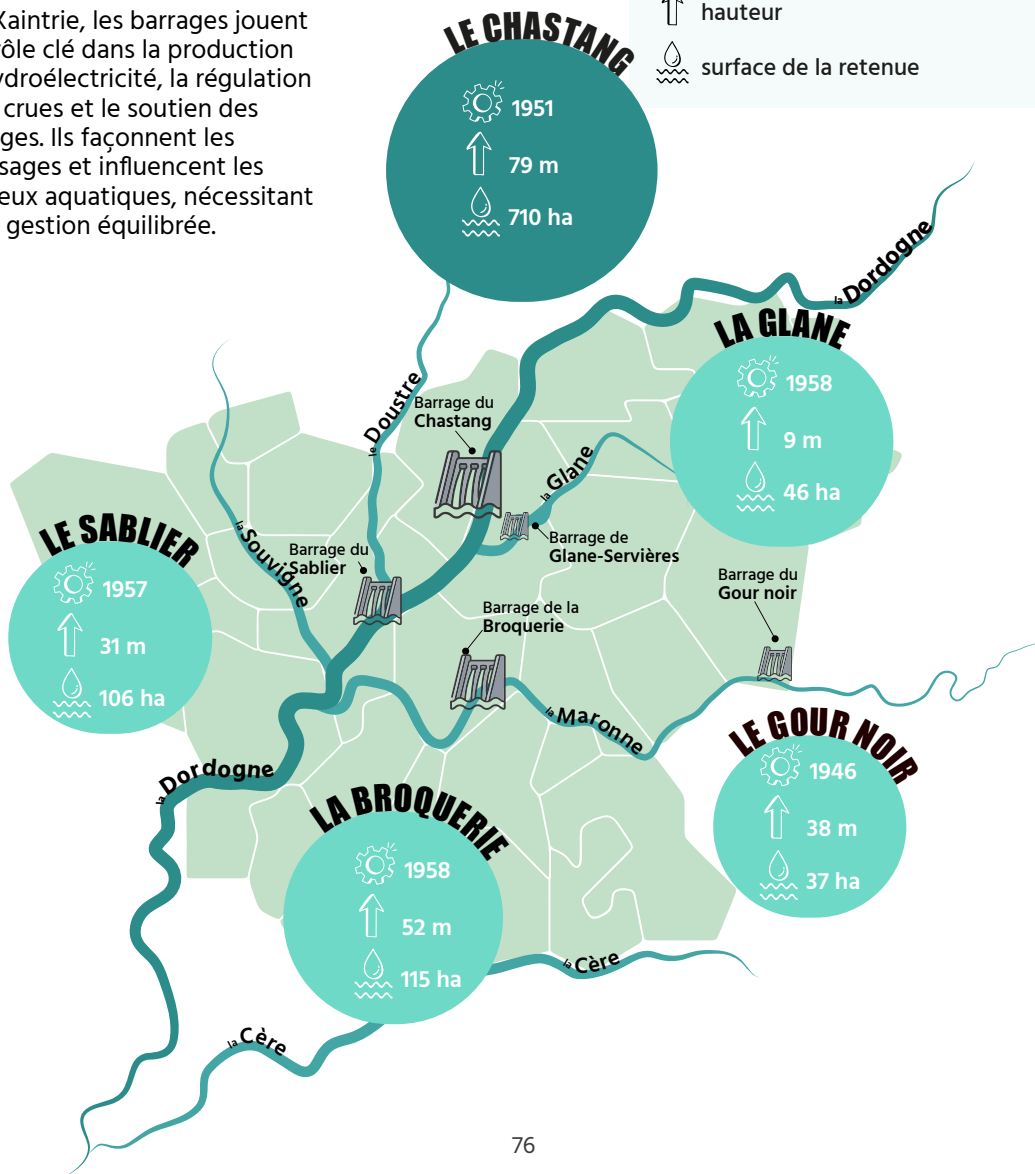 Xaintrie, les barrages jouent
rôle clé dans la production
hydroélectricité, la régulation
crues et le soutien des
Ils façonnent les
et influencent les
aquatiques, nécessitant
gestion équilibrée.
hauteur
surface de la retenue
LE CHASTANG
1951
79 m
710 ha
la Dordogne
LA GLANE
1958
9 m
46 ha
le Doustre
Barrage du
Chastang
la Glane
Barrage de
Glane-Servières
LE SABLIER
1957
31 m
106 ha
la Souvigne
Barrage du
Sablier
Barrage de la
Broquerie
Barrage du
Gour noir
la Maronne
LE GOUR NOIR
1946
38 m
37 ha
la Dordogne
LA BROQUERIE
1958
52 m
115 ha
la Cère
la Cère
76